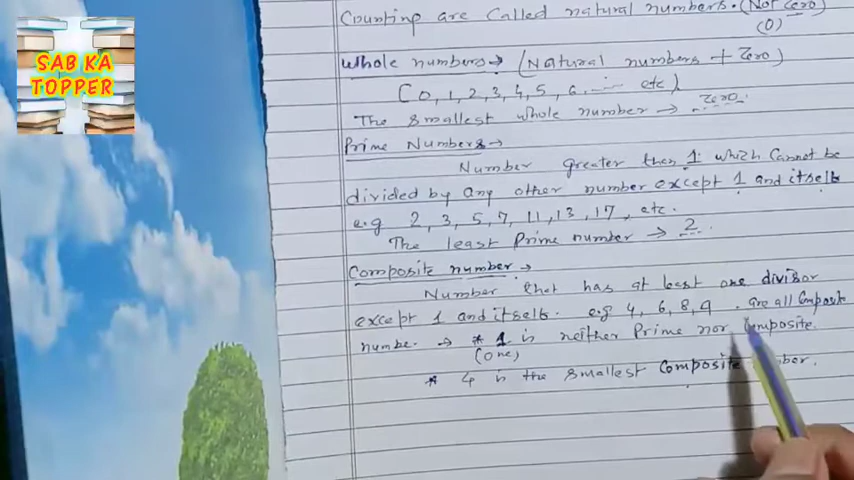 SAB KA
TOPPER
Counting are Called natural numbers. (Not zero)
(0)
Whole numbers → (Natural numbers + Zero)
(0, 1, 2, 3, 4, 5, 6 ...... etc)
The smallest whole number → zero.
Prime Numbers →
Number greater then 1 which cannot be
divided by any other number except 1 and itself.
e.g 2, 3, 5, 7, 11, 13, 17, etc.
The least Prime number → 2.
Composite number →
Number that has at least one divisor
except 1 and itself. e.g 4, 6, 8, 9 . are all Composite
numbe. → * 1 is neither Prime nor Composite.
(one)
* 4 is the smallest Composite